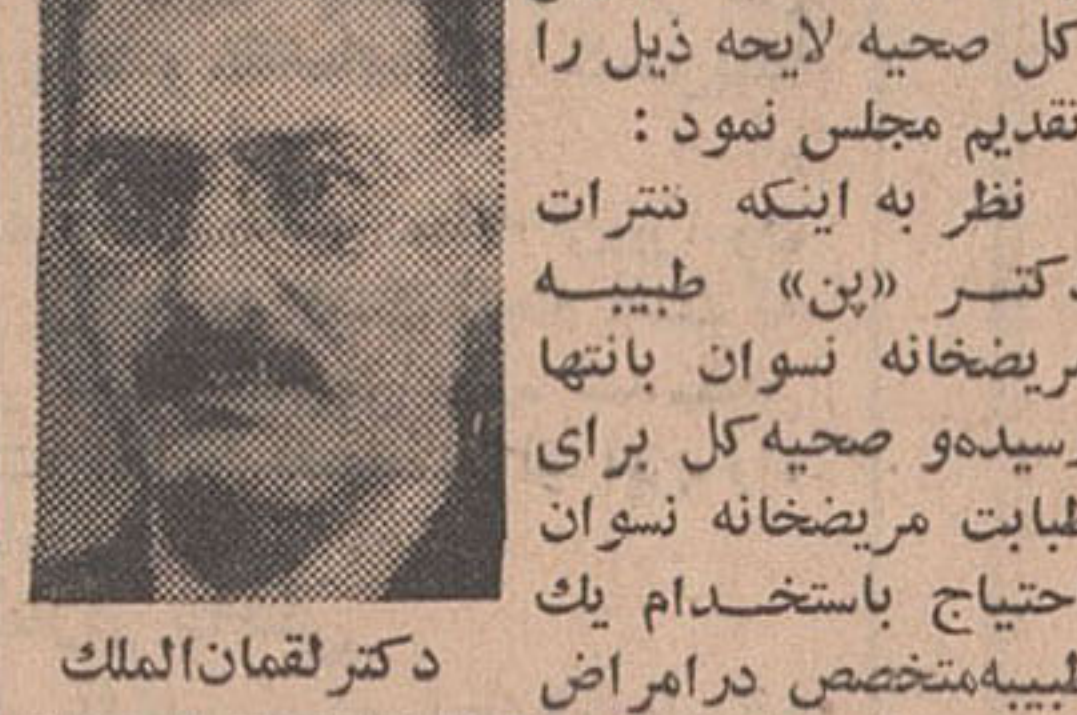 کل صحیه لایحه ذیل را
تقدیم مجلس نمود :
نظر به اینکه ننترات
دکتر «پن» طبیبه
مریضخانه نسوان بانتها
رسیده‌و صحیه‌کل برای
طبابت مریضخانه نسوان
احتیاج باستخدام یك
طبیبه‌متخصص درامراض
دکتر لقمان‌الملك